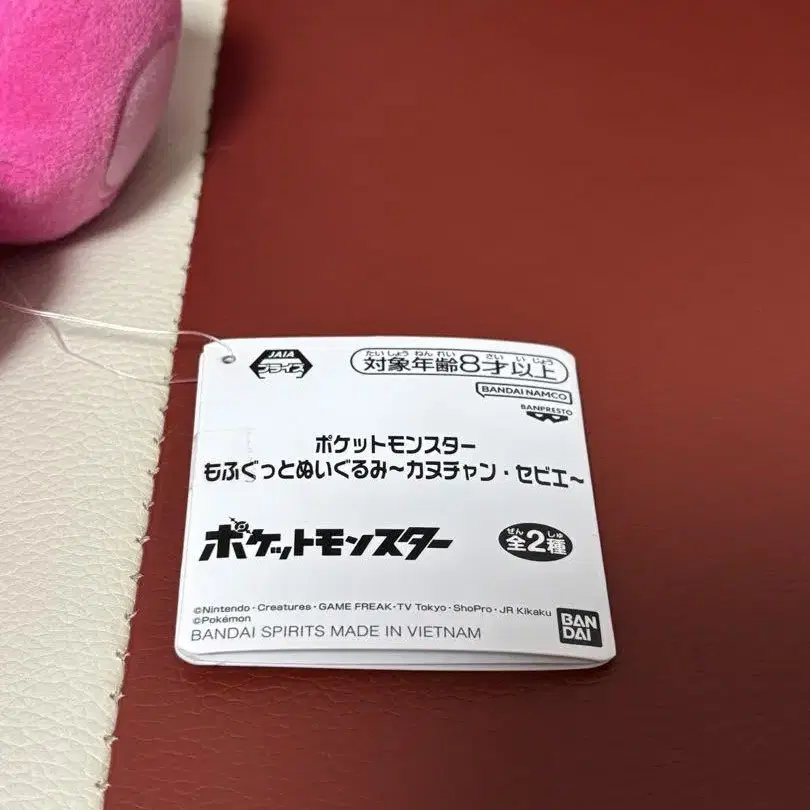 JAIA
プライズ
たいしょう ねん れい さい い じょう
対象年齢8才以上
BANDAI NAMCO
BANPRESTO
ポケットモンスター
もふぐっとぬいぐるみ~カヌチャン・セビエ~
ポケットモンスター
ぜん しゅ
全2種
©Nintendo・Creatures・GAME FREAK・TV Tokyo・ShoPro・JR Kikaku
©Pokémon
BANDAI SPIRITS MADE IN VIETNAM
BAN
DAI